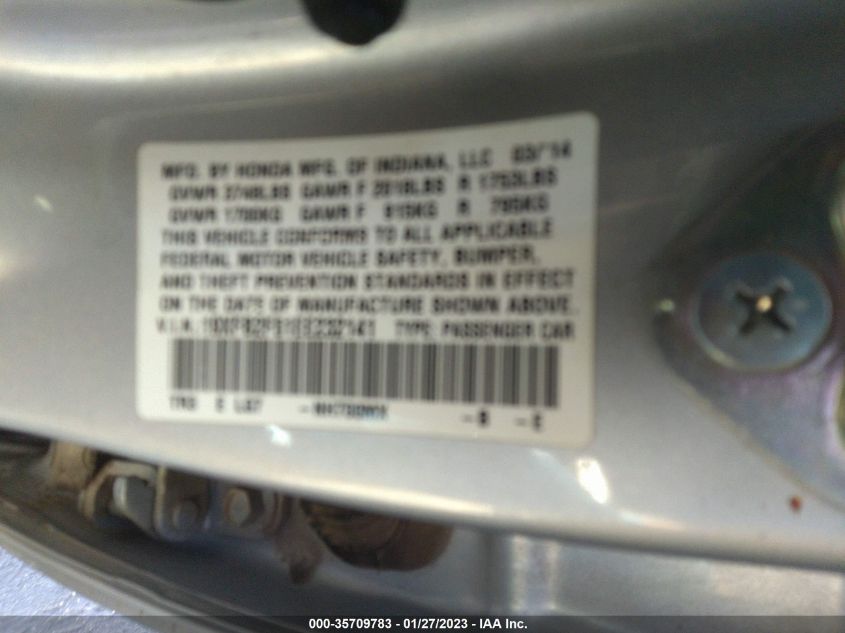 MFD. BY HONDA MFG. OF INDIANA, LLC 03/'14
GVWR 3748LBS GAWR F 2018LBS R 1753LBS
GVWR 1700KG GAWR F 915KG R 795KG
THIS VEHICLE CONFORMS TO ALL APPLICABLE
FEDERAL MOTOR VEHICLE SAFETY, BUMPER,
AND THEFT PREVENTION STANDARDS IN EFFECT
ON THE DATE OF MANUFACTURE SHOWN ABOVE.
V.I.N. TYPE: PASSENGER CAR
TR3 E L07 - B - E
000-35709783 - 01/27/2023 - IAA Inc.